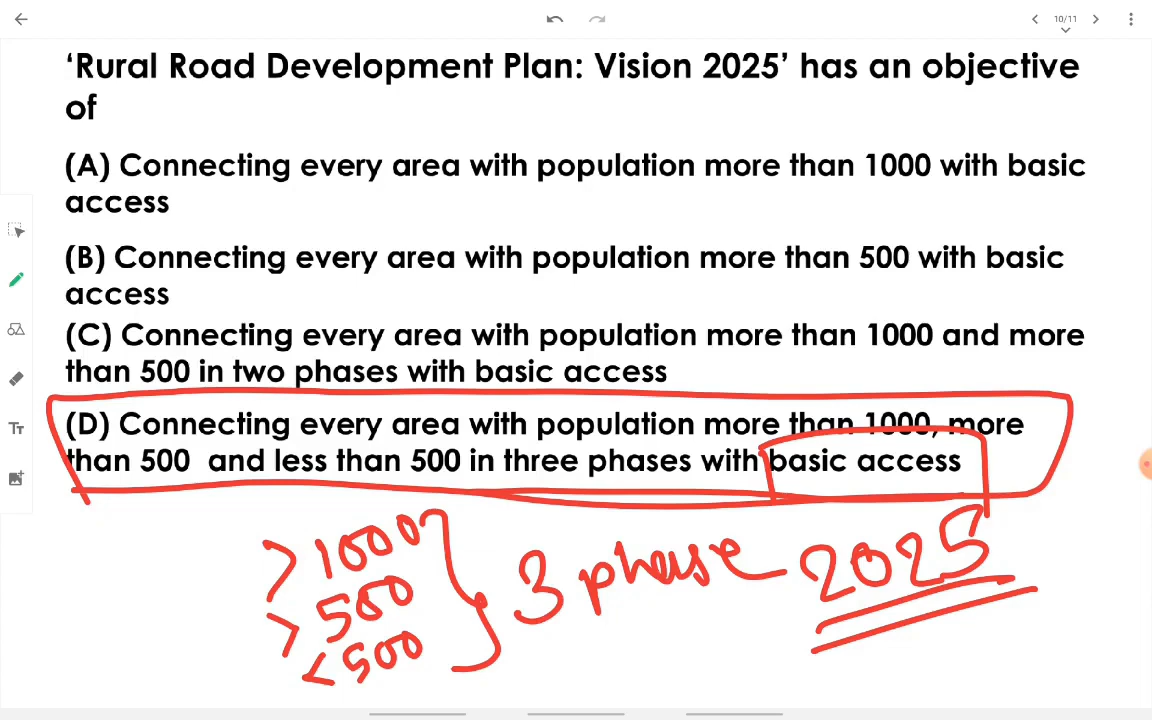 10/11
‘Rural Road Development Plan: Vision 2025’ has an objective
of
(A) Connecting every area with population more than 1000 with basic
access
(B) Connecting every area with population more than 500 with basic
access
(C) Connecting every area with population more than 1000 and more
than 500 in two phases with basic access
(D) Connecting every area with population more than 1000, more
than 500 and less than 500 in three phases with basic access
Tт
>1000
>500
<500
3 phase
2025